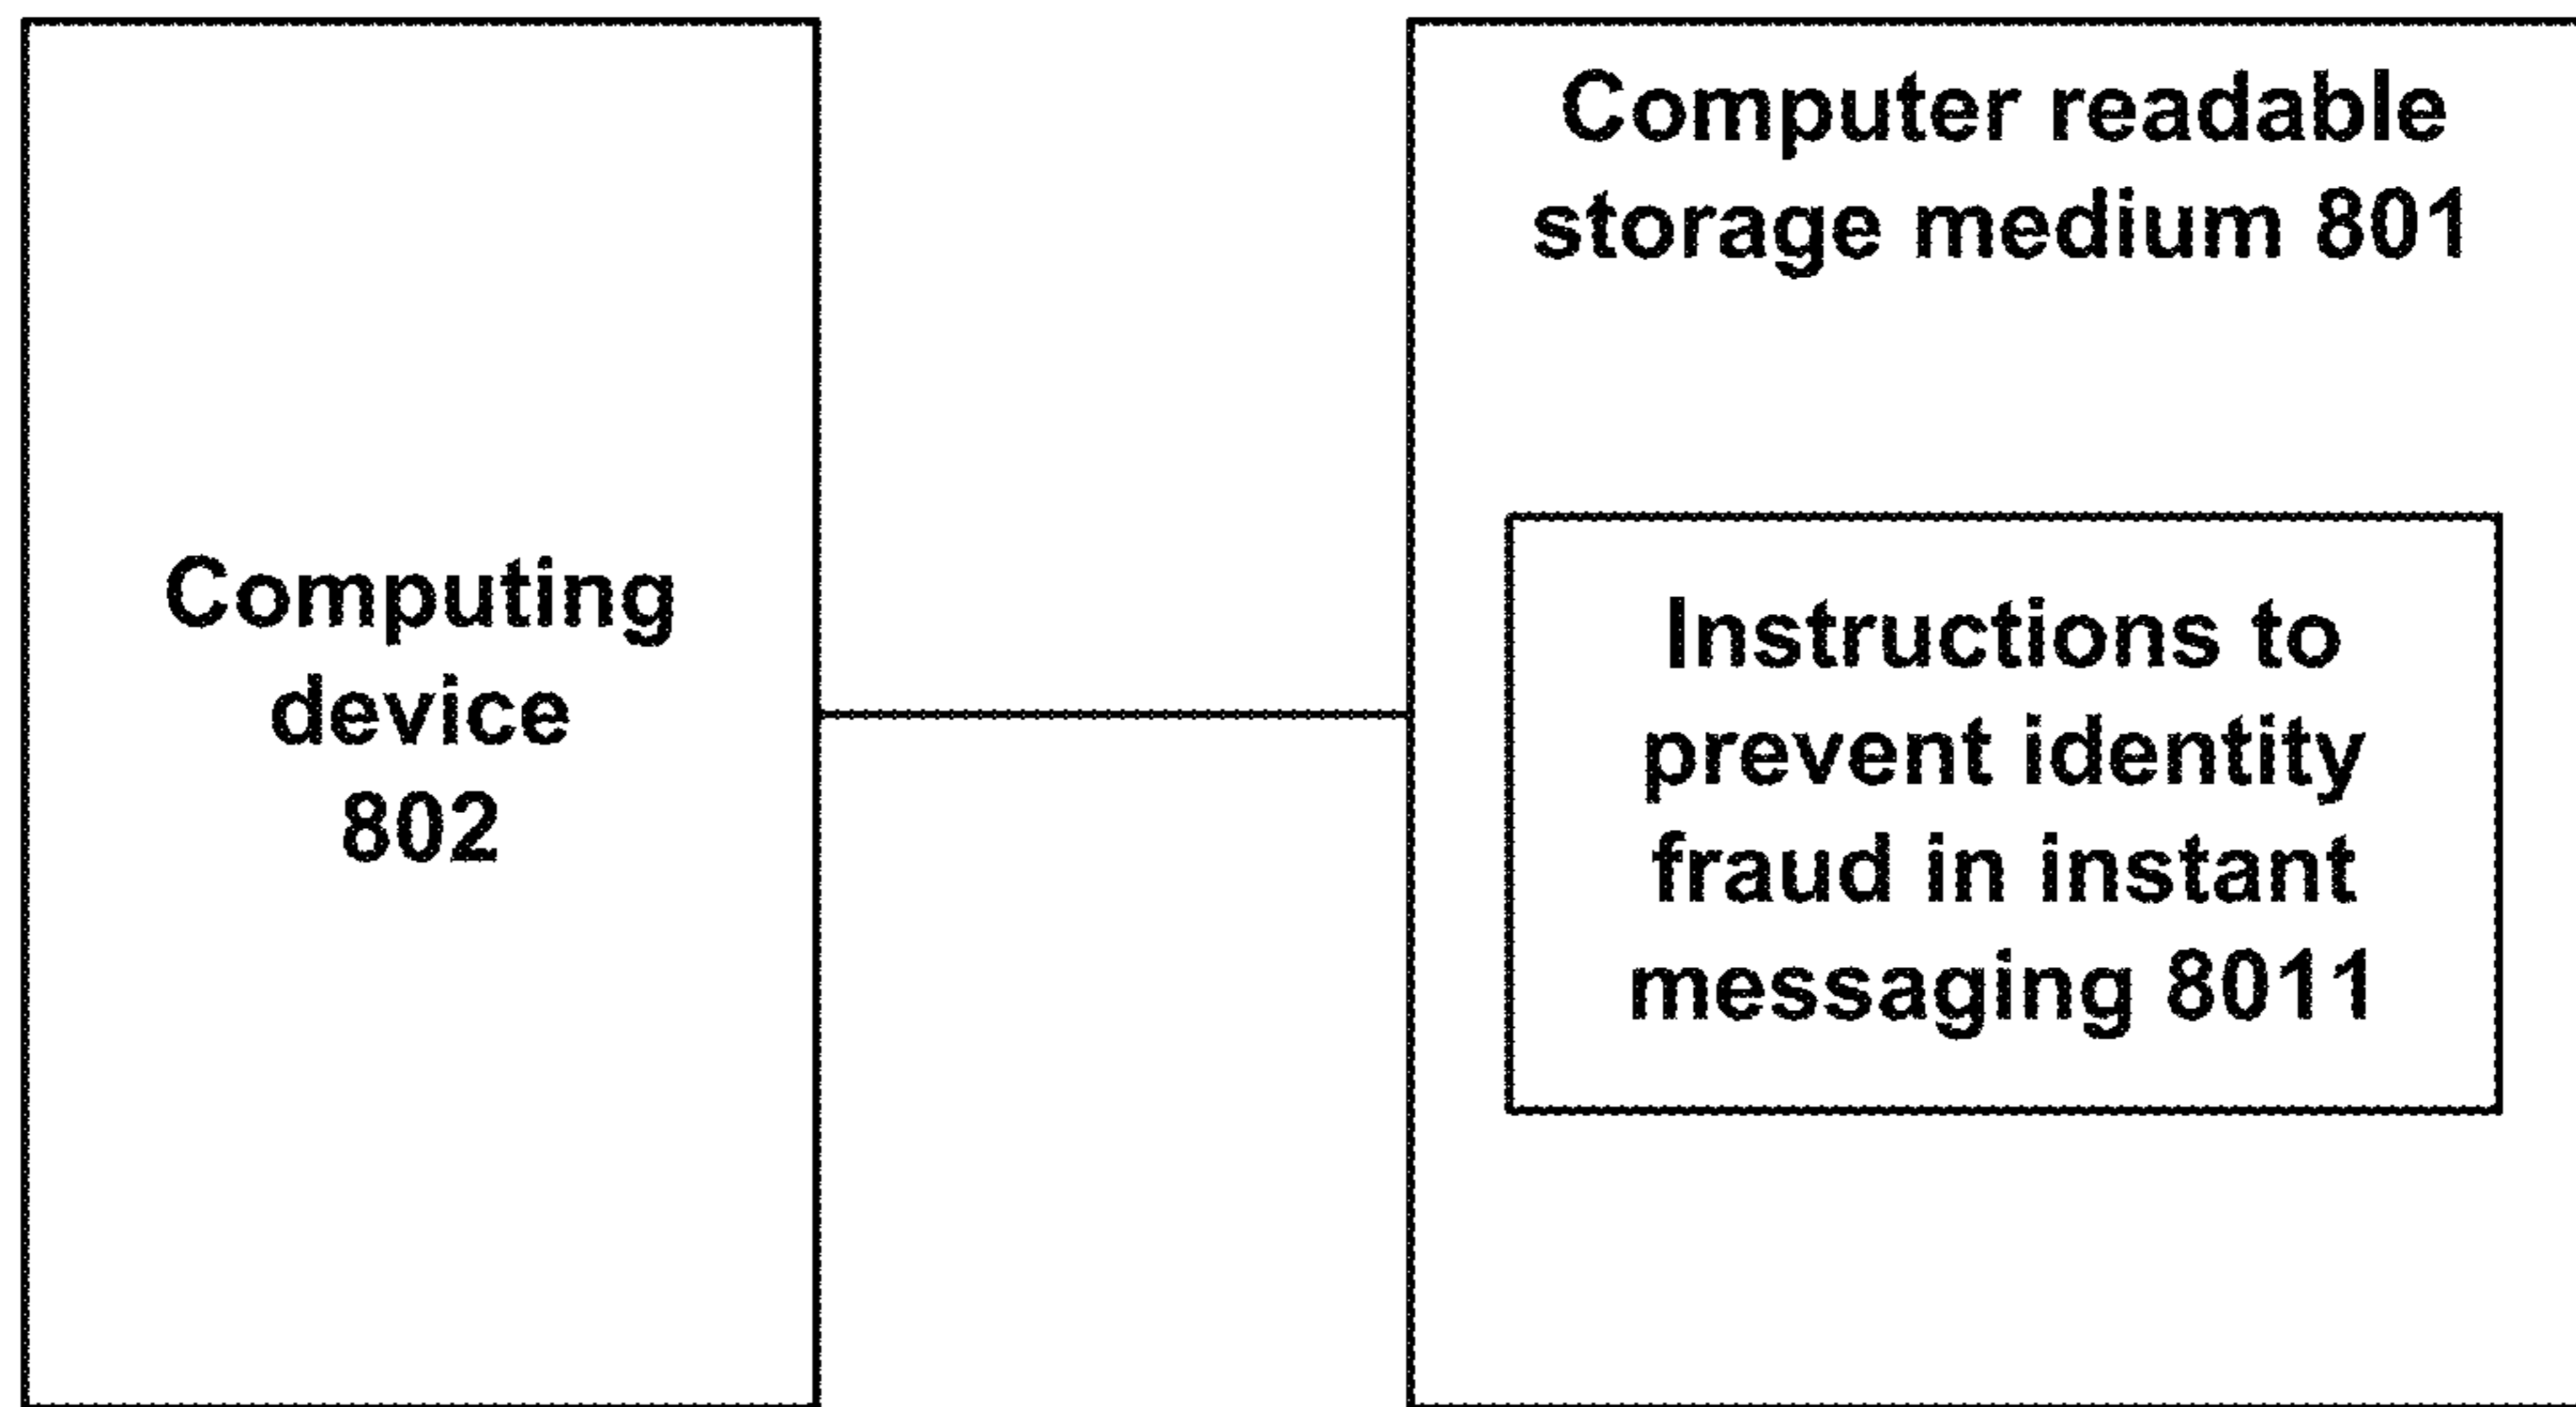 Computing
device
802
Computer readable
storage medium 801
Instructions to
prevent identity
fraud in instant
messaging 8011